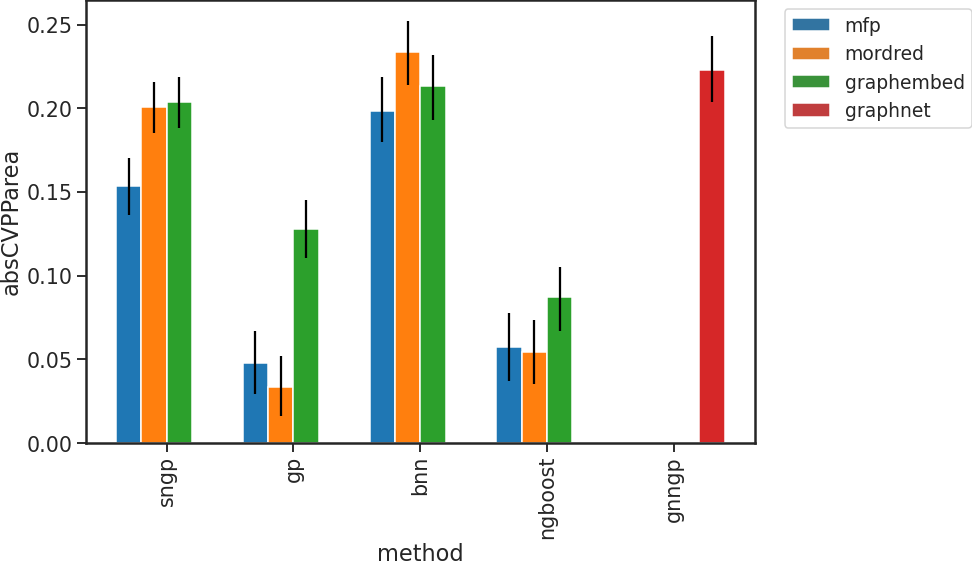 absCVPParea
0.25
0.20
0.15
0.10
0.05
0.00
sngp
gp
bnn
ngboost
gnngp
method
mfp
mordred
graphembed
graphnet